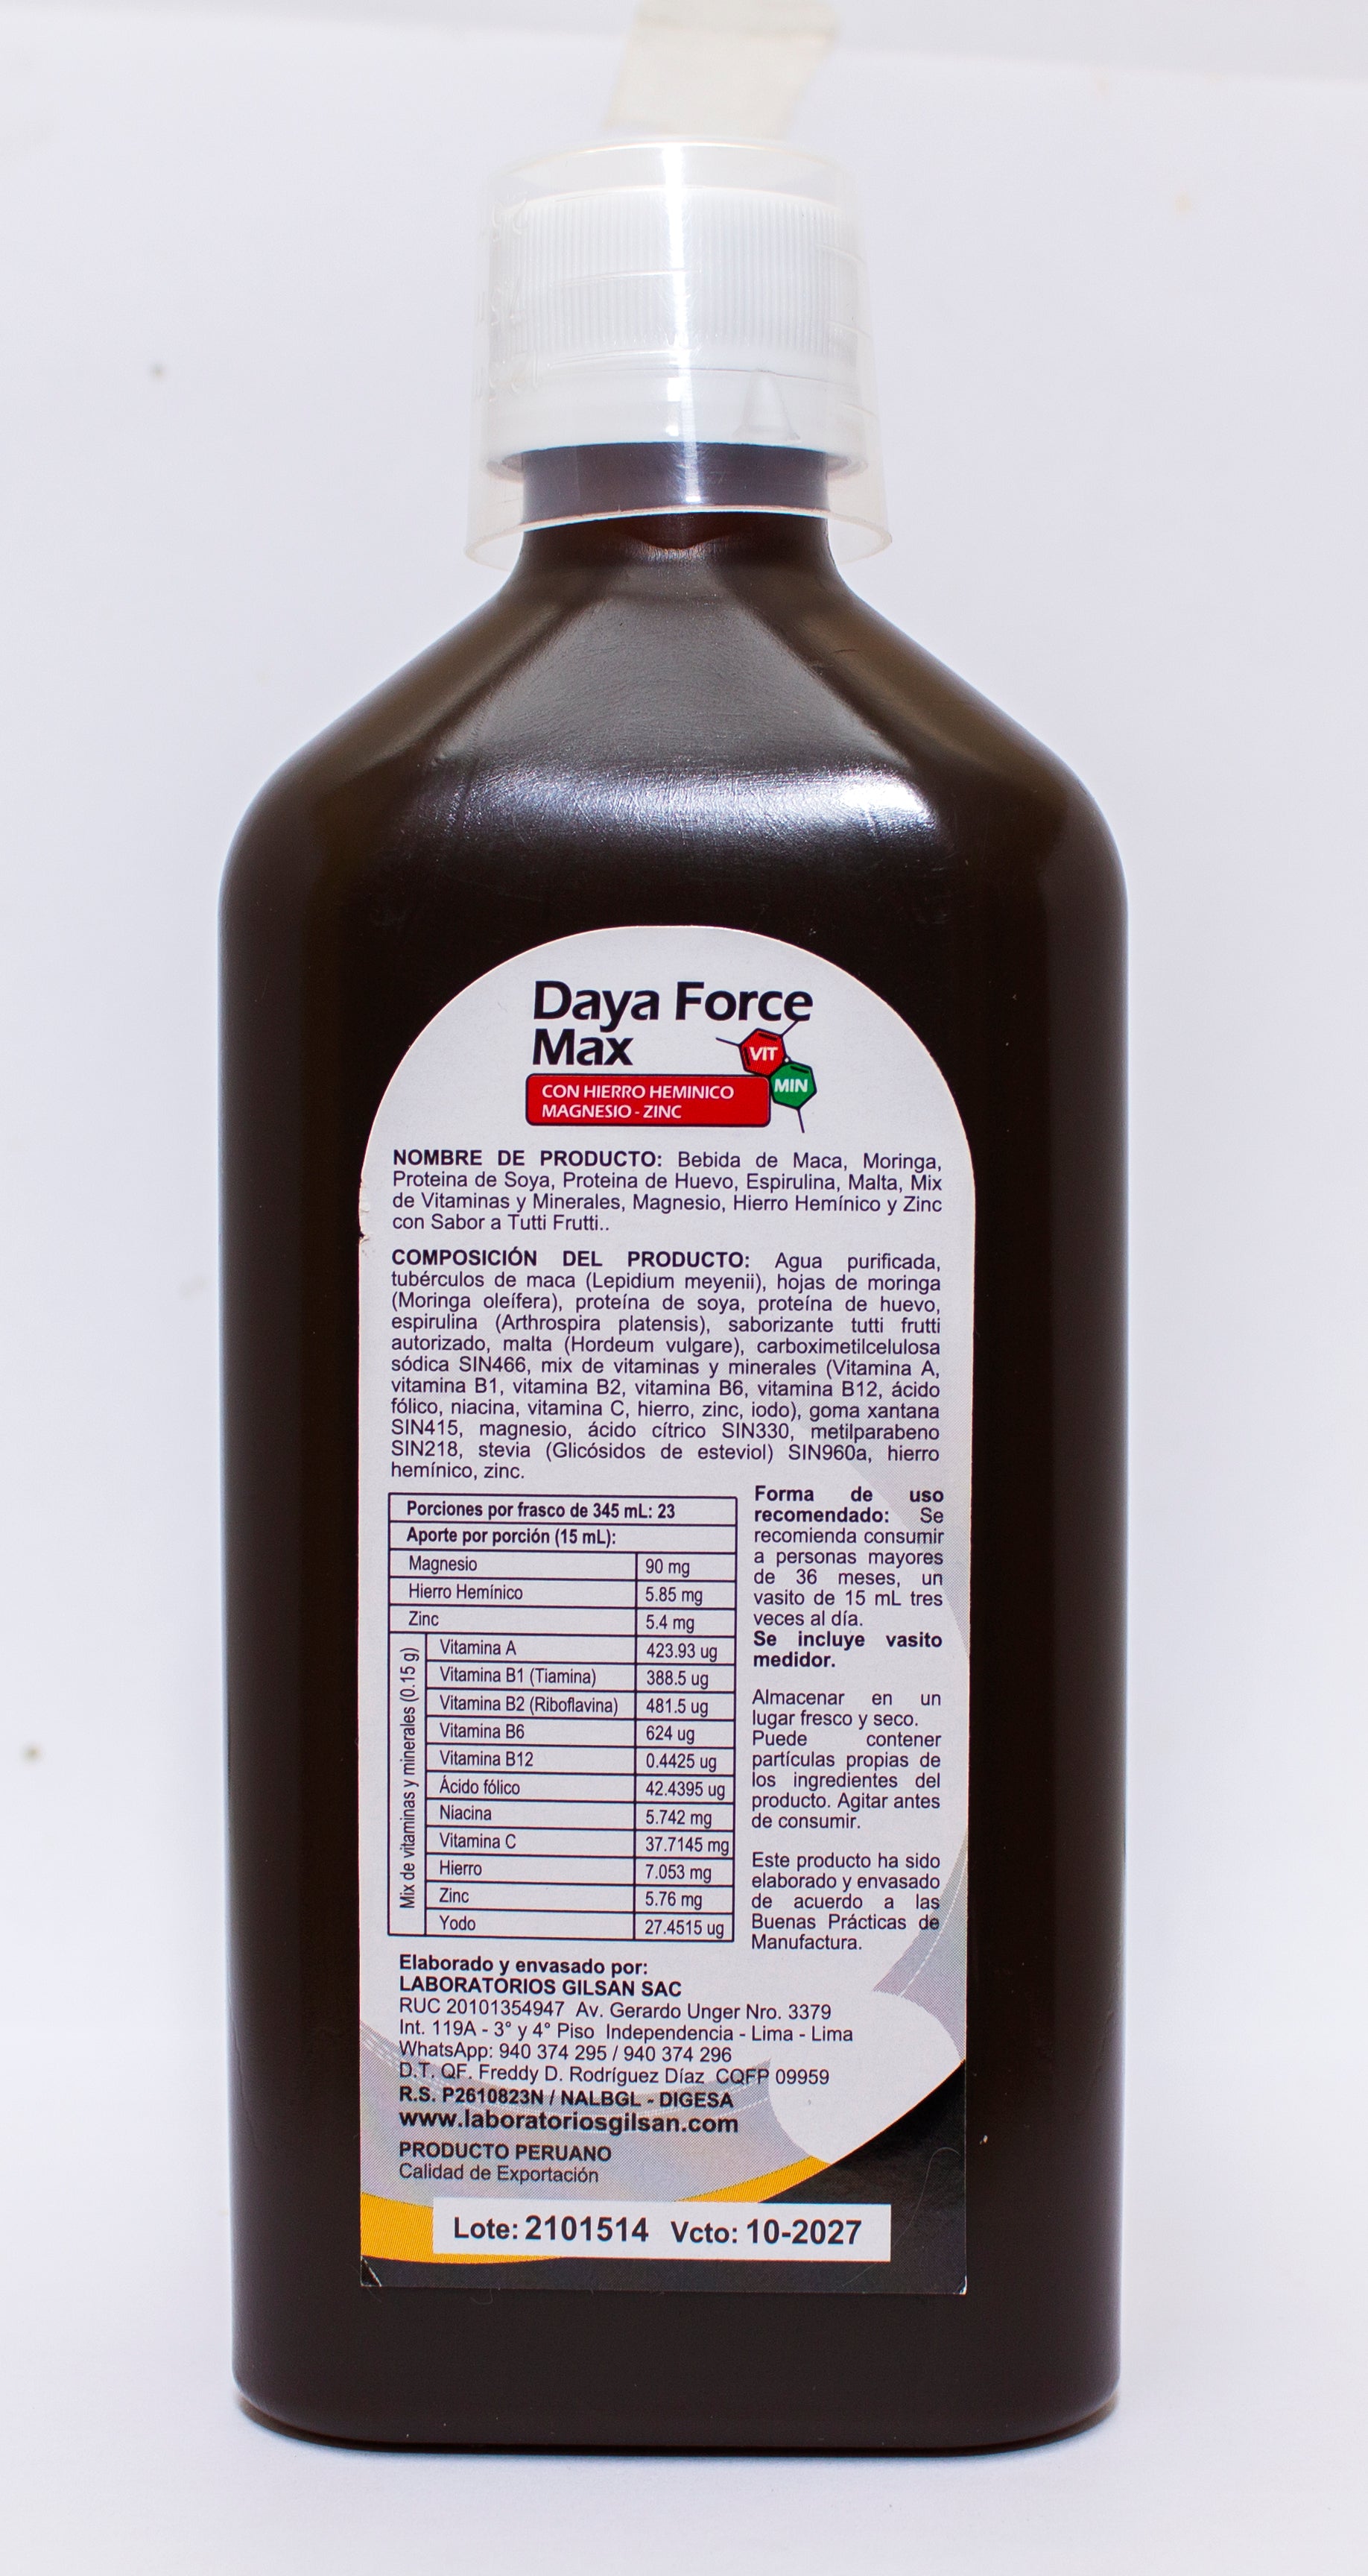 Daya Force
Max
VIT
MIN
CON HIERRO HEMINICO
MAGNESIO - ZINC
NOMBRE DE PRODUCTO: Bebida de Maca, Moringa,
Proteina de Soya, Proteina de Huevo, Espirulina, Malta, Mix
de Vitaminas y Minerales, Magnesio, Hierro Hemínico y Zinc
con Sabor a Tutti Frutti..
COMPOSICIÓN DEL PRODUCTO: Agua purificada,
tubérculos de maca (Lepidium meyenii), hojas de moringa
(Moringa oleífera), proteína de soya, proteína de huevo,
espirulina (Arthrospira platensis), saborizante tutti frutti
autorizado, malta (Hordeum vulgare), carboximetilcelulosa
sódica SIN466, mix de vitaminas y minerales (Vitamina A,
vitamina B1, vitamina B2, vitamina B6, vitamina B12, ácido
fólico, niacina, vitamina C, hierro, zinc, iodo), goma xantana
SIN415, magnesio, ácido cítrico SIN330, metilparabeno
SIN218, stevia (Glicósidos de esteviol) SIN960a, hierro
hemínico, zinc.
Porciones por frasco de 345 mL: 23
Aporte por porción (15 mL):
Magnesio 90 mg
Hierro Hemínico 5.85 mg
Zinc 5.4 mg
Mix de vitaminas y minerales (0.15 g)
Vitamina A 423.93 ug
Vitamina B1 (Tiamina) 388.5 ug
Vitamina B2 (Riboflavina) 481.5 ug
Vitamina B6 624 ug
Vitamina B12 0.4425 ug
Ácido fólico 42.4395 ug
Niacina 5.742 mg
Vitamina C 37.7145 mg
Hierro 7.053 mg
Zinc 5.76 mg
Yodo 27.4515 ug
Forma de uso
recomendado: Se
recomienda consumir
a personas mayores
de 36 meses, un
vasito de 15 mL tres
veces al día.
Se incluye vasito
medidor.
Almacenar en un
lugar fresco y seco.
Puede contener
partículas propias de
los ingredientes del
producto. Agitar antes
de consumir.
Este producto ha sido
elaborado y envasado
de acuerdo a las
Buenas Prácticas de
Manufactura.
Elaborado y envasado por:
LABORATORIOS GILSAN SAC
RUC 20101354947 Av. Gerardo Unger Nro. 3379
Int. 119A - 3° y 4° Piso Independencia - Lima - Lima
WhatsApp: 940 374 295 / 940 374 296
D.T. QF. Freddy D. Rodríguez Díaz CQFP 09959
R.S. P2610823N / NALBGL - DIGESA
www.laboratoriosgilsan.com
PRODUCTO PERUANO
Calidad de Exportación
Lote: 2101514 Vcto: 10-2027